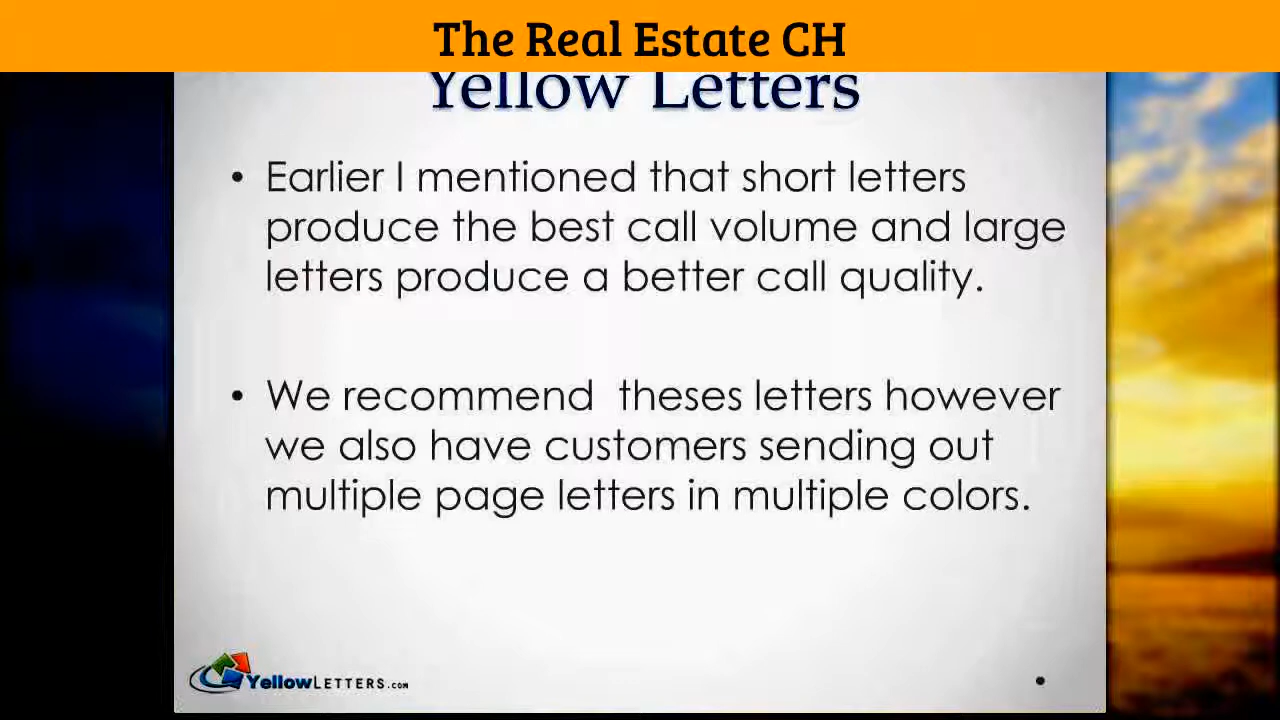 The Real Estate CH
Yellow Letters
• Earlier I mentioned that short letters
produce the best call volume and large
letters produce a better call quality.
• We recommend  theses letters however
we also have customers sending out
multiple page letters in multiple colors.
YellowLETTERS.com